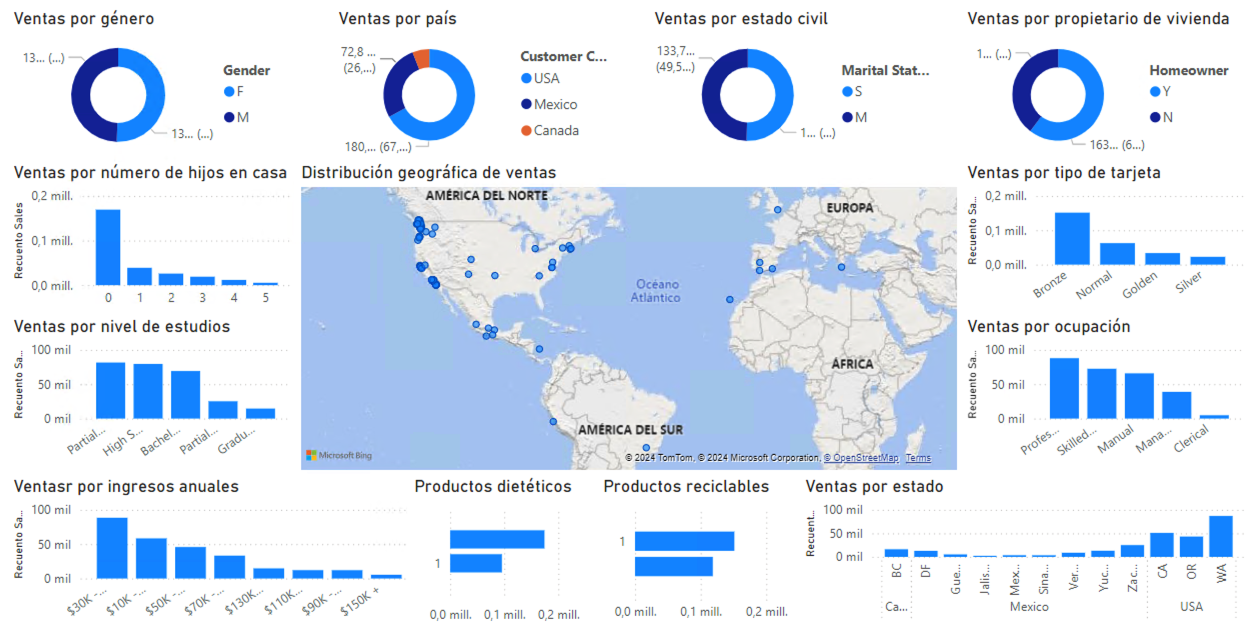 Ventas por género
13... (...)
13... (...)
Gender
F
M
Ventas por país
72,8 ...
(26,...)
180,... (67,...)
Customer C...
USA
Mexico
Canada
Ventas por estado civil
133,7...
(49,5...)
1... (...)
Marital Stat...
S
M
Ventas por propietario de vivienda
1... (...)
163... (6...)
Homeowner
Y
N
Ventas por número de hijos en casa
Recuento Sales
0,2 mill.
0,1 mill.
0,0 mill.
0 1 2 3 4 5
Distribución geográfica de ventas
AMÉRICA DEL NORTE
EUROPA
Océano
Atlántico
ÁFRICA
AMÉRICA DEL SUR
Microsoft Bing
© 2024 TomTom, © 2024 Microsoft Corporation, © OpenStreetMap Terms
Ventas por tipo de tarjeta
Recuento Sa...
0,2 mill.
0,1 mill.
0,0 mill.
Bronze Normal Golden Silver
Ventas por nivel de estudios
Recuento Sa...
100 mil
50 mil
0 mil
Partial... High S... Bachel... Partial... Gradu...
Ventas por ocupación
Recuento Sa...
100 mil
50 mil
0 mil
Profes... Skilled... Manual Mana... Clerical
Ventasr por ingresos anuales
Recuento Sa...
100 mil
50 mil
0 mil
$30K -... $10K -... $50K -... $70K -... $130K... $110K... $90K -... $150K +
Productos dietéticos
1
0,0 mill. 0,1 mill. 0,2 mill.
Productos reciclables
1
0,0 mill. 0,1 mill. 0,2 mill.
Ventas por estado
Recuent...
100 mil
50 mil
0 mil
BC DF Gue... Jalis... Mex... Sina... Ver... Yuc... Zac... CA OR WA
Ca... Mexico USA